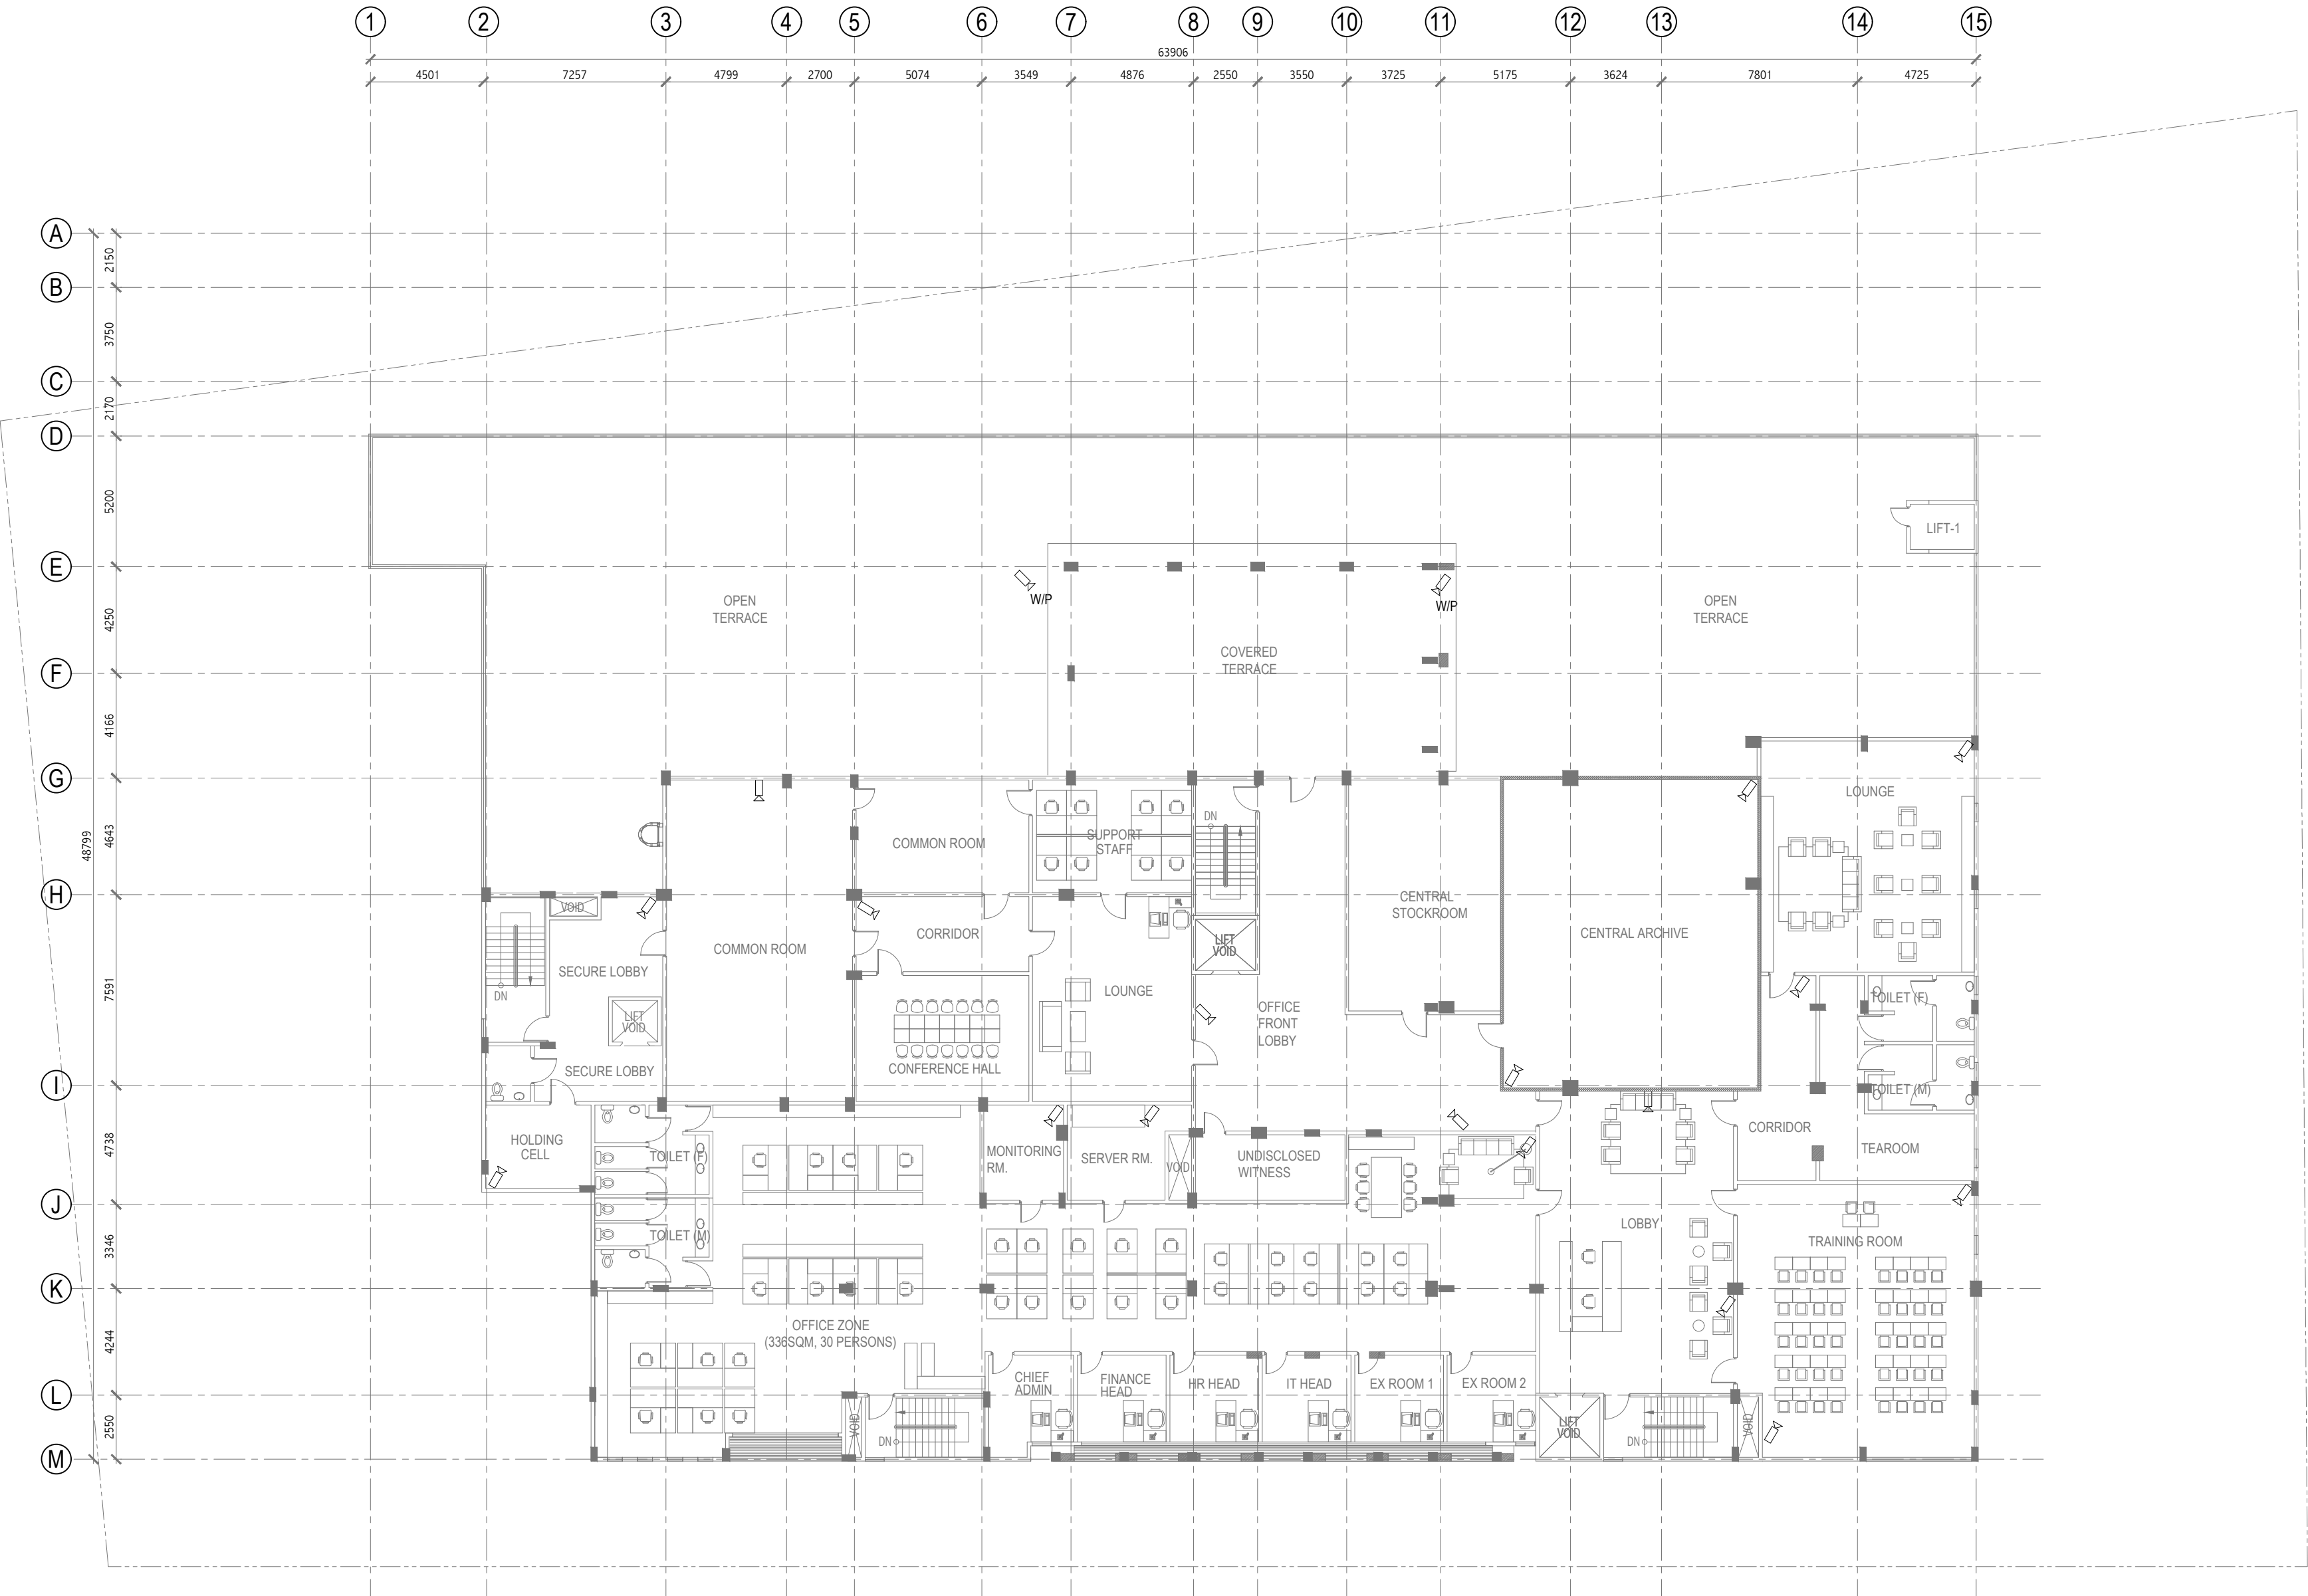 1 2 3 4 5 6 7 8 9 10 11 12 13 14 15
63906
4501 7257 4799 2700 5074 3549 4876 2550 3550 3725 5175 3624 7801 4725
A
2150
B
3750
C
2170
D
5200
LIFT-1
E
W/P
W/P
4250
OPEN
TERRACE
OPEN
TERRACE
COVERED
TERRACE
F
4166
G
LOUNGE
DN
4643
48799
COMMON ROOM
SUPPORT
STAFF
H
CENTRAL
STOCKROOM
VOID
CORRIDOR
CENTRAL ARCHIVE
LIFT
VOID
COMMON ROOM
SECURE LOBBY
7591
DN
LOUNGE
TOILET (F)
OFFICE
FRONT
LOBBY
LIFT
VOID
CONFERENCE HALL
SECURE LOBBY
I
TOILET (M)
CORRIDOR
4738
HOLDING
CELL
TOILET (F)
MONITORING
RM.
SERVER RM.
VOID
UNDISCLOSED
WITNESS
TEAROOM
J
LOBBY
TOILET (M)
TRAINING ROOM
3346
K
OFFICE ZONE
(336SQM, 30 PERSONS)
4244
CHIEF
ADMIN
FINANCE
HEAD
HR HEAD
IT HEAD
EX ROOM 1
EX ROOM 2
L
VOID
DN
LIFT
VOID
DN
VOID
2550
M